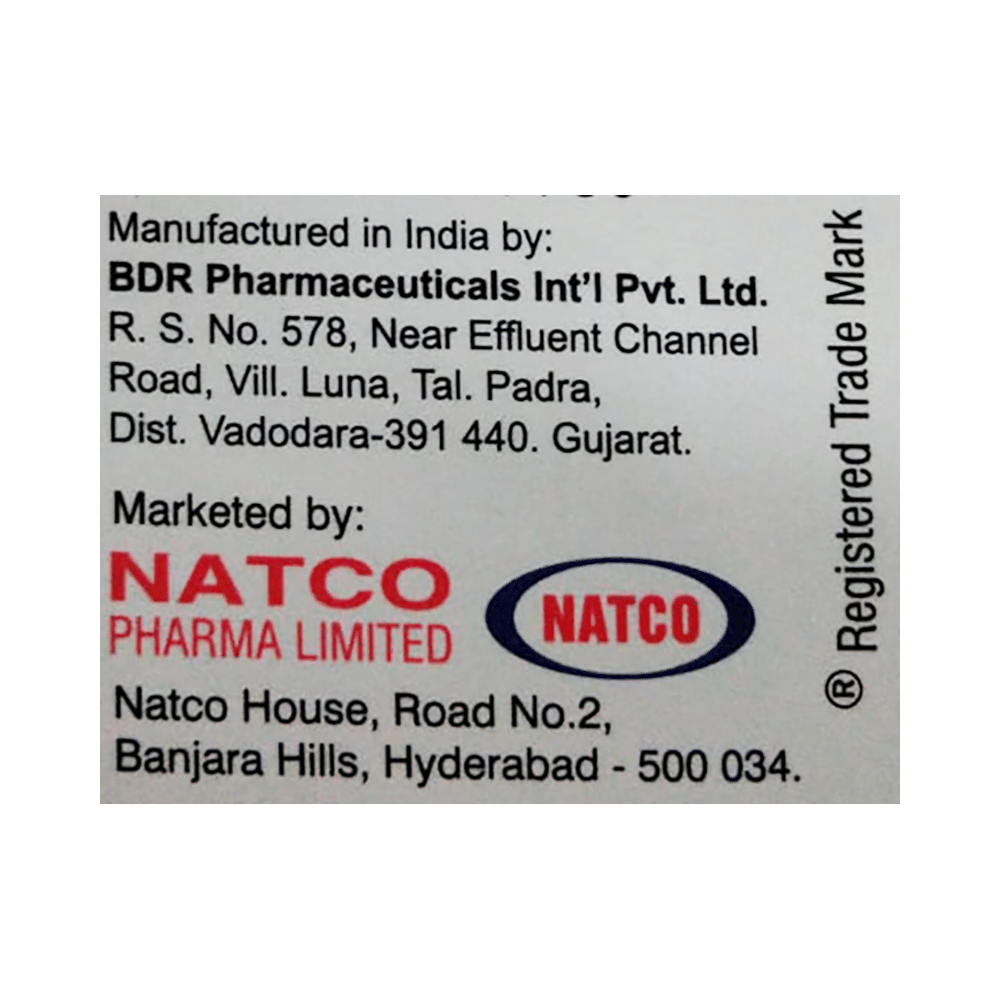 Manufactured in India by:
BDR Pharmaceuticals Int'l Pvt. Ltd.
R. S. No. 578, Near Effluent Channel
Road, Vill. Luna, Tal. Padra,
Dist. Vadodara-391 440. Gujarat.
Marketed by:
NATCO
PHARMA LIMITED
NATCO
Natco House, Road No.2,
Banjara Hills, Hyderabad - 500 034.
® Registered Trade Mark